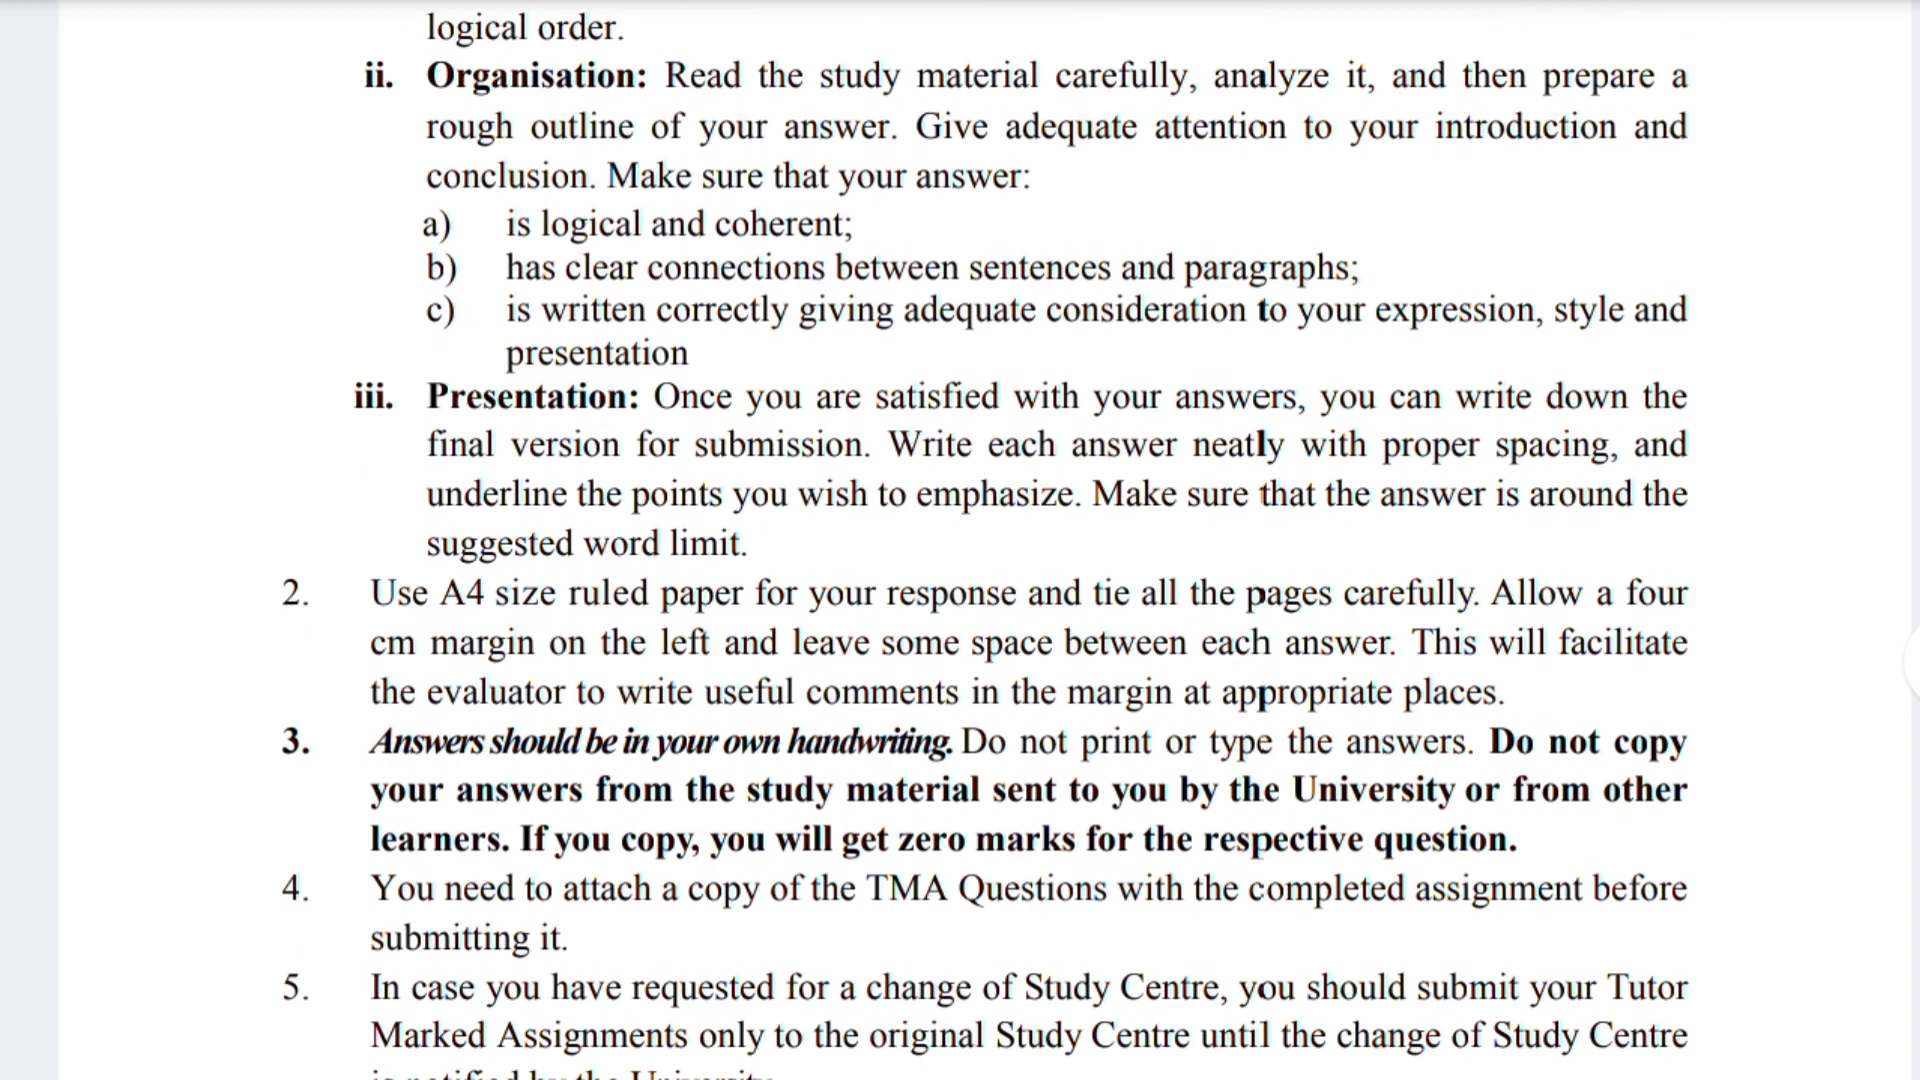 logical order.
ii. Organisation: Read the study material carefully, analyze it, and then prepare a
rough outline of your answer. Give adequate attention to your introduction and
conclusion. Make sure that your answer:
a) is logical and coherent;
b) has clear connections between sentences and paragraphs;
c) is written correctly giving adequate consideration to your expression, style and
presentation
iii. Presentation: Once you are satisfied with your answers, you can write down the
final version for submission. Write each answer neatly with proper spacing, and
underline the points you wish to emphasize. Make sure that the answer is around the
suggested word limit.
2. Use A4 size ruled paper for your response and tie all the pages carefully. Allow a four
cm margin on the left and leave some space between each answer. This will facilitate
the evaluator to write useful comments in the margin at appropriate places.
3. Answers should be in your own handwriting. Do not print or type the answers. Do not copy
your answers from the study material sent to you by the University or from other
learners. If you copy, you will get zero marks for the respective question.
4. You need to attach a copy of the TMA Questions with the completed assignment before
submitting it.
5. In case you have requested for a change of Study Centre, you should submit your Tutor
Marked Assignments only to the original Study Centre until the change of Study Centre
is notified by the University.